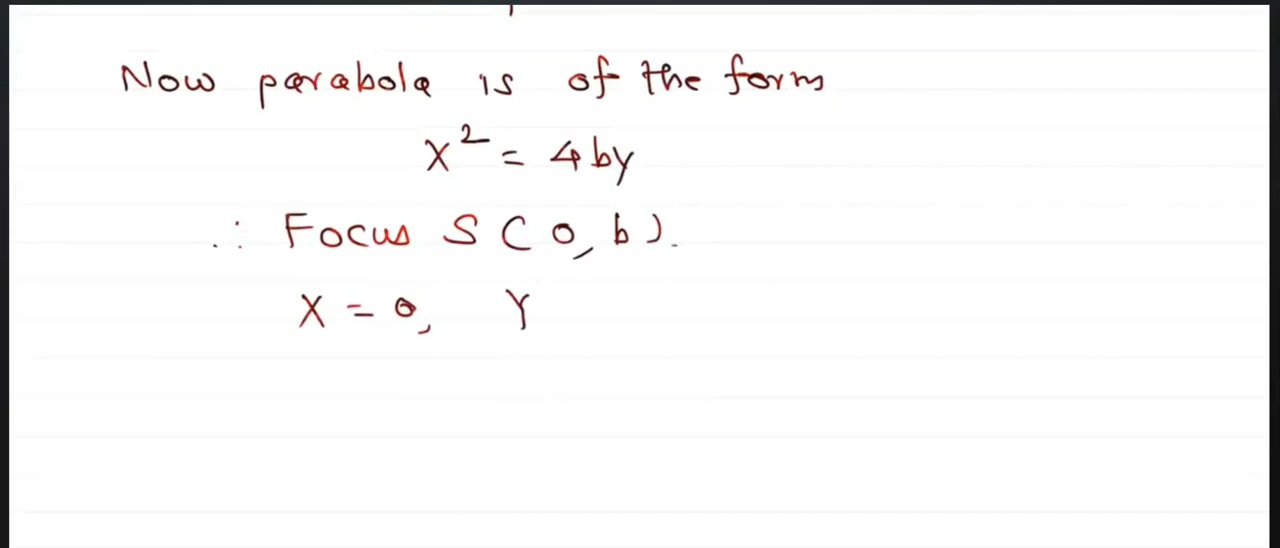 Now parabola is of the form
X² = 4by
∴ Focus S(0, b).
X = 0, Y